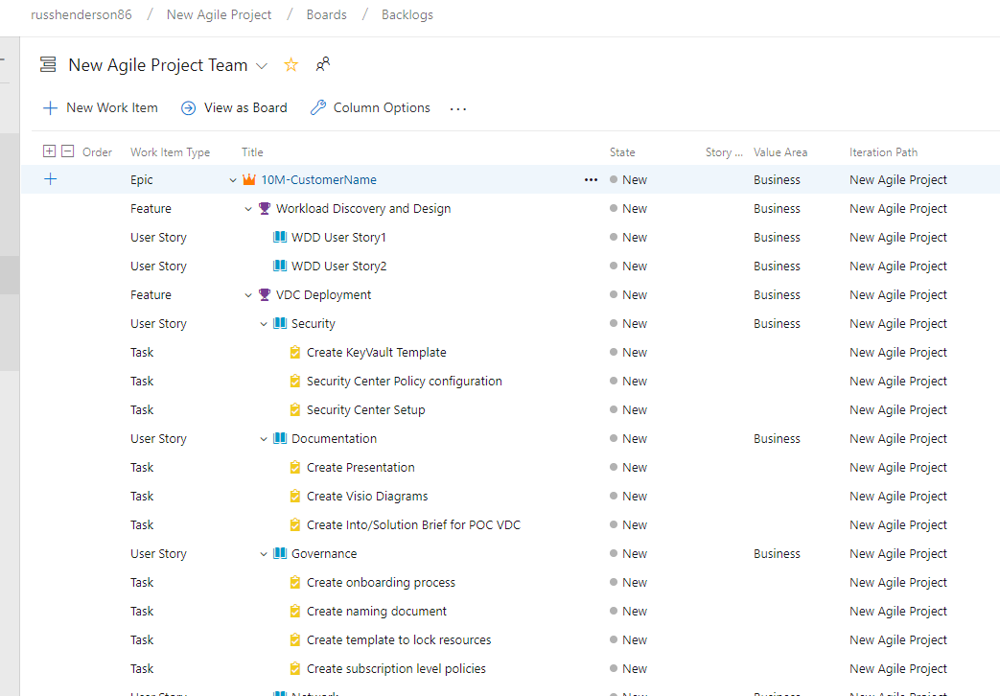 russhenderson86 / New Agile Project / Boards / Backlogs
New Agile Project Team
New Work Item View as Board Column Options ...
Order Work Item Type Title State Story ... Value Area Iteration Path
Epic 10M-CustomerName ... New Business New Agile Project
Feature Workload Discovery and Design New Business New Agile Project
User Story WDD User Story1 New Business New Agile Project
User Story WDD User Story2 New Business New Agile Project
Feature VDC Deployment New Business New Agile Project
User Story Security New Business New Agile Project
Task Create KeyVault Template New New Agile Project
Task Security Center Policy configuration New New Agile Project
Task Security Center Setup New New Agile Project
User Story Documentation New Business New Agile Project
Task Create Presentation New New Agile Project
Task Create Visio Diagrams New New Agile Project
Task Create Into/Solution Brief for POC VDC New New Agile Project
User Story Governance New Business New Agile Project
Task Create onboarding process New New Agile Project
Task Create naming document New New Agile Project
Task Create template to lock resources New New Agile Project
Task Create subscription level policies New New Agile Project
User Story Network New Business New Agile Project